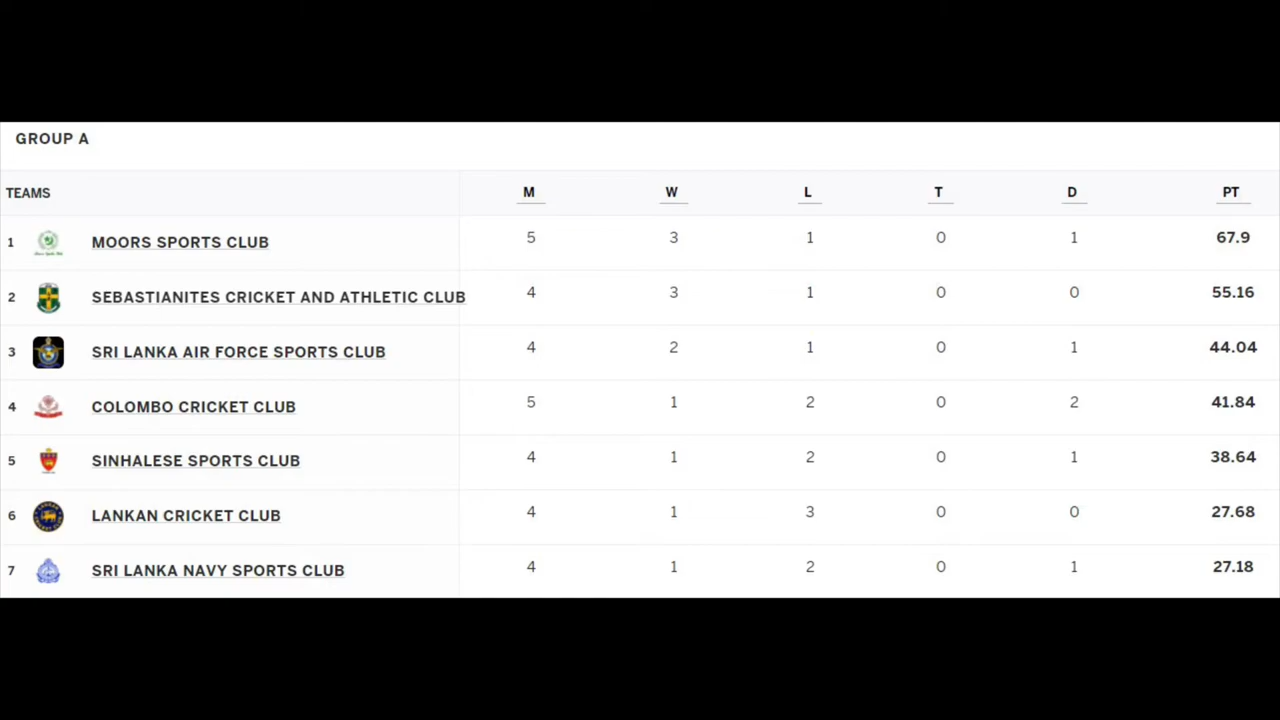 GROUP A
TEAMS M W L T D PT
1 MOORS SPORTS CLUB 5 3 1 0 1 67.9
2 SEBASTIANITES CRICKET AND ATHLETIC CLUB 4 3 1 0 0 55.16
3 SRI LANKA AIR FORCE SPORTS CLUB 4 2 1 0 1 44.04
4 COLOMBO CRICKET CLUB 5 1 2 0 2 41.84
5 SINHALESE SPORTS CLUB 4 1 2 0 1 38.64
6 LANKAN CRICKET CLUB 4 1 3 0 0 27.68
7 SRI LANKA NAVY SPORTS CLUB 4 1 2 0 1 27.18